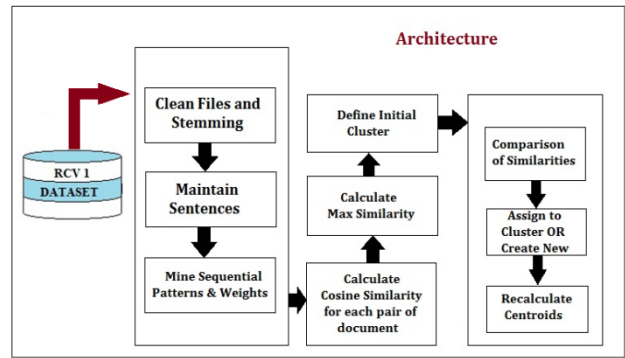 Architecture
RCV 1
DATASET
Clean Files and
Stemming
Maintain
Sentences
Mine Sequential
Patterns & Weights
Calculate
Cosine Similarity
for each pair of
document
Calculate
Max Similarity
Define Initial
Cluster
Comparison
of Similarities
Assign to
Cluster OR
Create New
Recalculate
Centroids